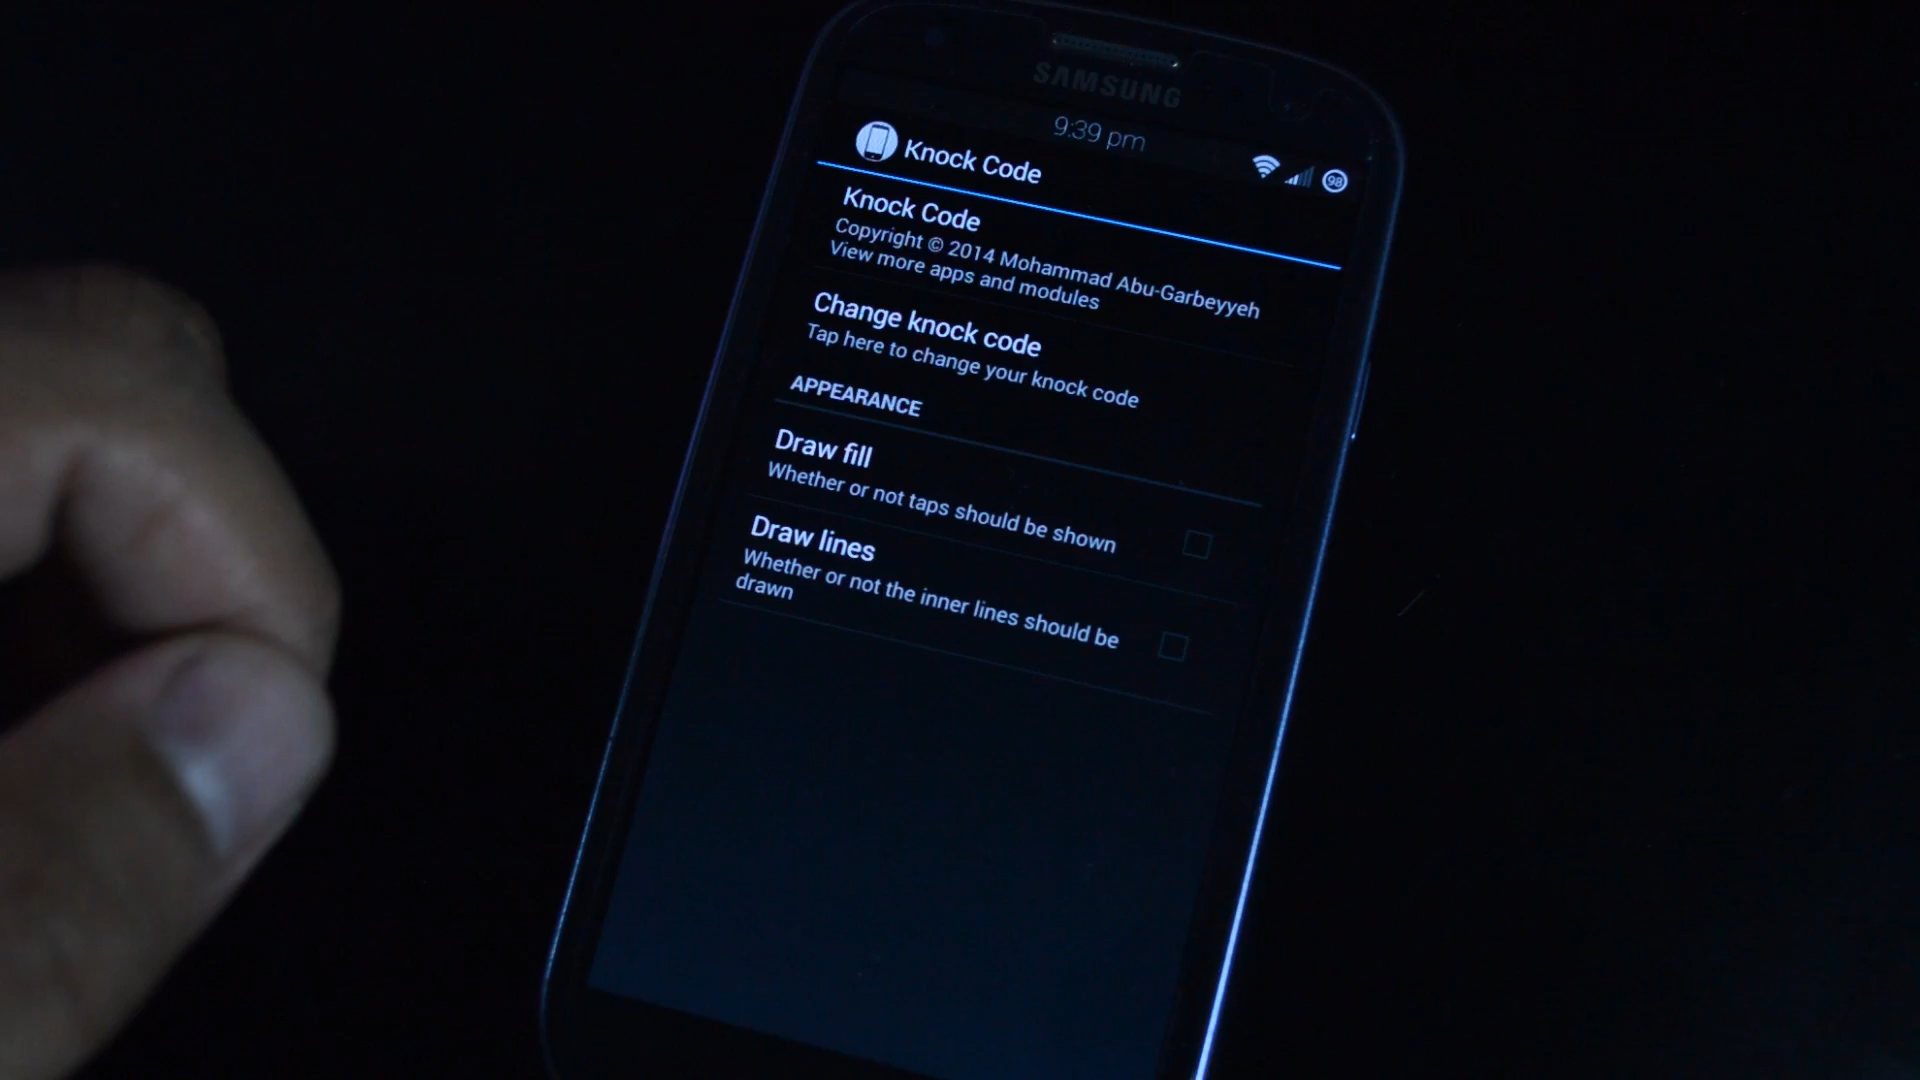 SAMSUNG
9:39 pm
Knock Code
98
Knock Code
Copyright © 2014 Mohammad Abu-Garbeyyeh
View more apps and modules
Change knock code
Tap here to change your knock code
APPEARANCE
Draw fill
Whether or not taps should be shown
Draw lines
Whether or not the inner lines should be
drawn